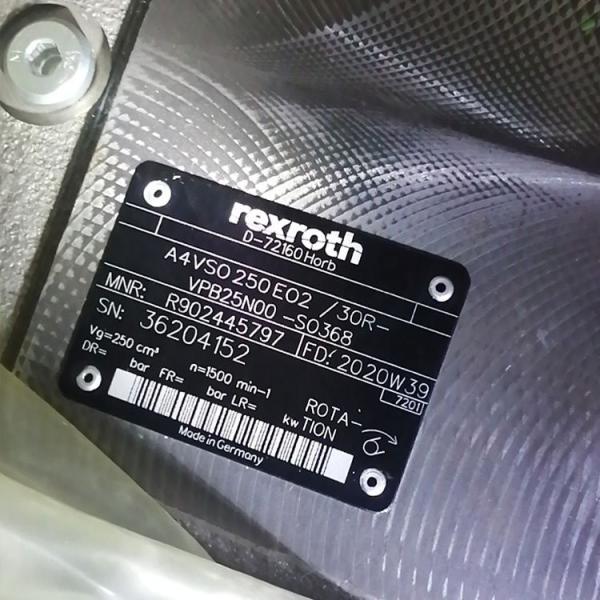 rexroth
D-72160 Horb
A4VSO 250 EO2 /30R-
VPB25N00 -SO368
MNR: R902445797 FD: 2020W39
SN: 36204152 7201
Vg=250 cm³ n=1500 min-1
DR= bar FR= bar LR= kw
ROTA-
TION
Made in Germany